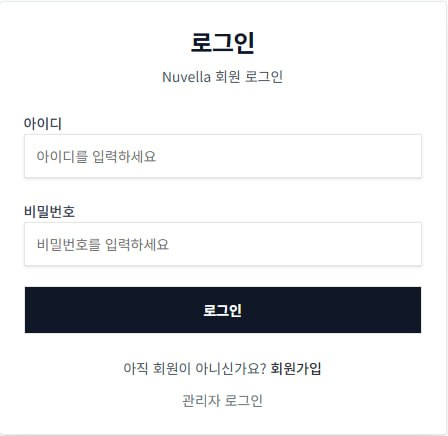 로그인
Nuvella 회원 로그인
아이디
아이디를 입력하세요
비밀번호
비밀번호를 입력하세요
로그인
아직 회원이 아니신가요? 회원가입
관리자 로그인